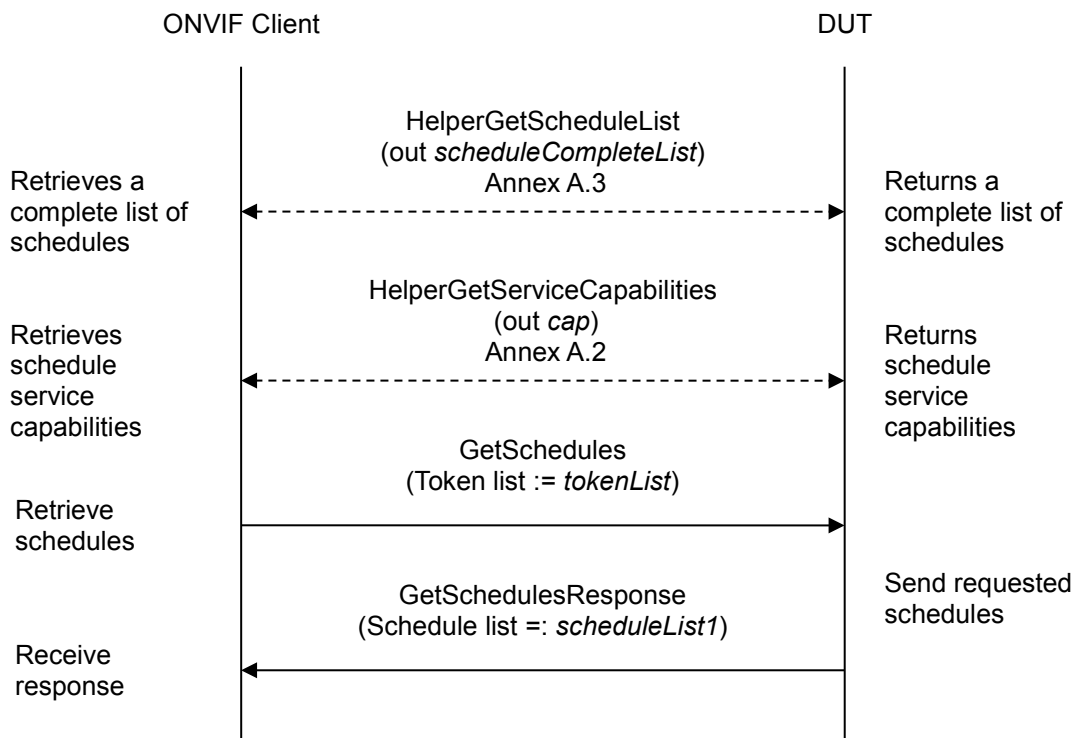 ONVIF Client
DUT
HelperGetScheduleList
(out scheduleCompleteList)
Annex A.3
Retrieves a
complete list of
schedules
Returns a
complete list of
schedules
HelperGetServiceCapabilities
(out cap)
Annex A.2
Retrieves
schedule
service
capabilities
Returns
schedule
service
capabilities
GetSchedules
(Token list := tokenList)
Retrieve
schedules
GetSchedulesResponse
(Schedule list =: scheduleList1)
Send requested
schedules
Receive
response